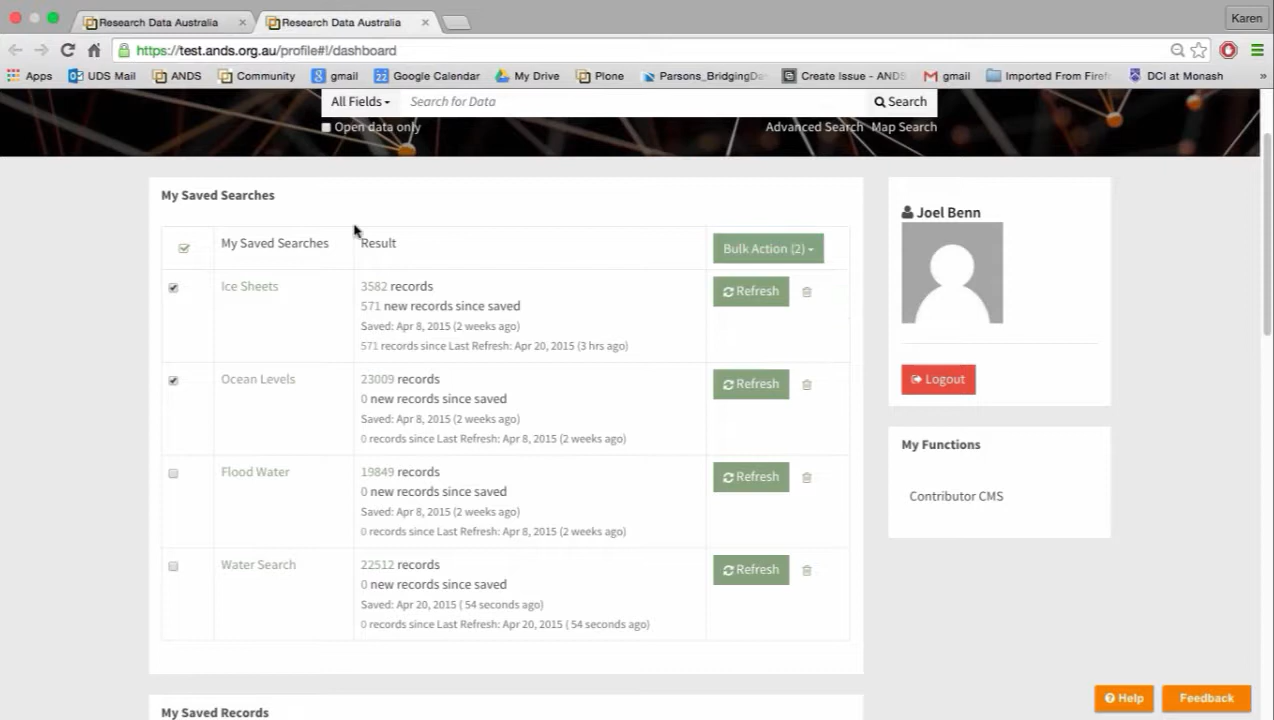 Research Data Australia
Research Data Australia
Karen
https://test.ands.org.au/profile#!/dashboard
Apps UDS Mail ANDS Community gmail Google Calendar My Drive Plone Parsons_BridgingDa Create Issue - ANDS gmail Imported From Firef DCI at Monash »
All Fields Search for Data Search
Open data only Advanced Search Map Search
My Saved Searches
My Saved Searches Result Bulk Action (2)
Ice Sheets 3582 records Refresh
571 new records since saved
Saved: Apr 8, 2015 (2 weeks ago)
571 records since Last Refresh: Apr 20, 2015 (3 hrs ago)
Ocean Levels 23009 records Refresh
0 new records since saved
Saved: Apr 8, 2015 (2 weeks ago)
0 records since Last Refresh: Apr 8, 2015 (2 weeks ago)
Flood Water 19849 records Refresh
0 new records since saved
Saved: Apr 8, 2015 (2 weeks ago)
0 records since Last Refresh: Apr 8, 2015 (2 weeks ago)
Water Search 22512 records Refresh
0 new records since saved
Saved: Apr 20, 2015 ( 54 seconds ago)
0 records since Last Refresh: Apr 20, 2015 ( 54 seconds ago)
My Saved Records
Joel Benn
Logout
My Functions
Contributor CMS
Help Feedback